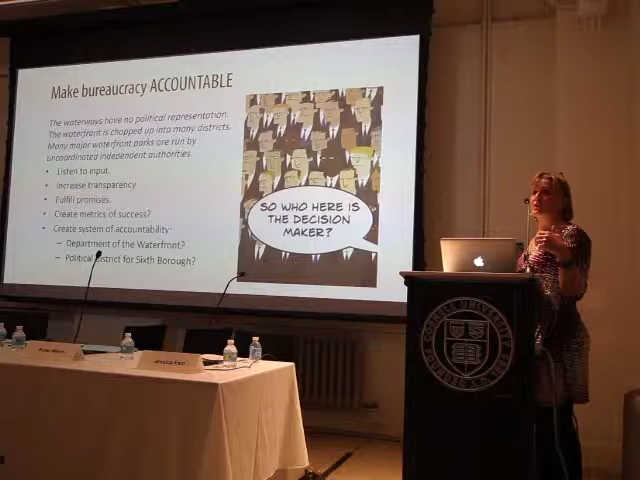 Make bureaucracy ACCOUNTABLE
The waterways have no political representation.
The waterfront is chopped up into many districts.
Many major waterfront parks are run by
uncoordinated independent authorities.
• Listen to input.
• Increase transparency
• Fulfill promises.
• Create metrics of success?
• Create system of accountability:
– Department of the Waterfront?
– Political district for Sixth Borough?
SO WHO HERE IS
THE DECISION
MAKER?
CORNELL UNIVERSITY